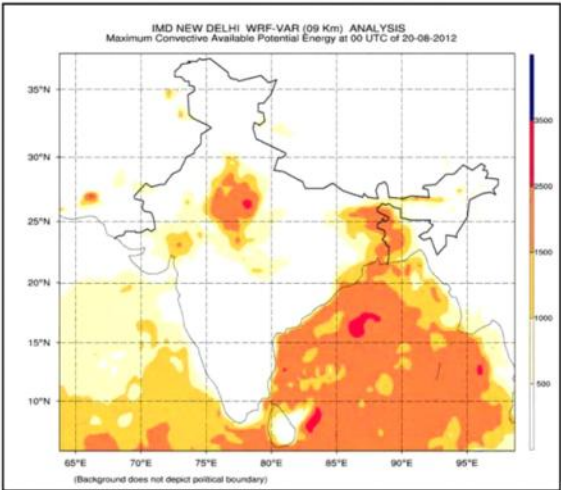 IMD NEW DELHI WRF-VAR (09 Km) ANALYSIS
Maximum Convective Available Potential Energy at 00 UTC of 20-08-2012
35°N
30°N
25°N
20°N
15°N
10°N
65°E 70°E 75°E 80°E 85°E 90°E 95°E
3500
2500
1500
1000
500
(Background does not depict political boundary)